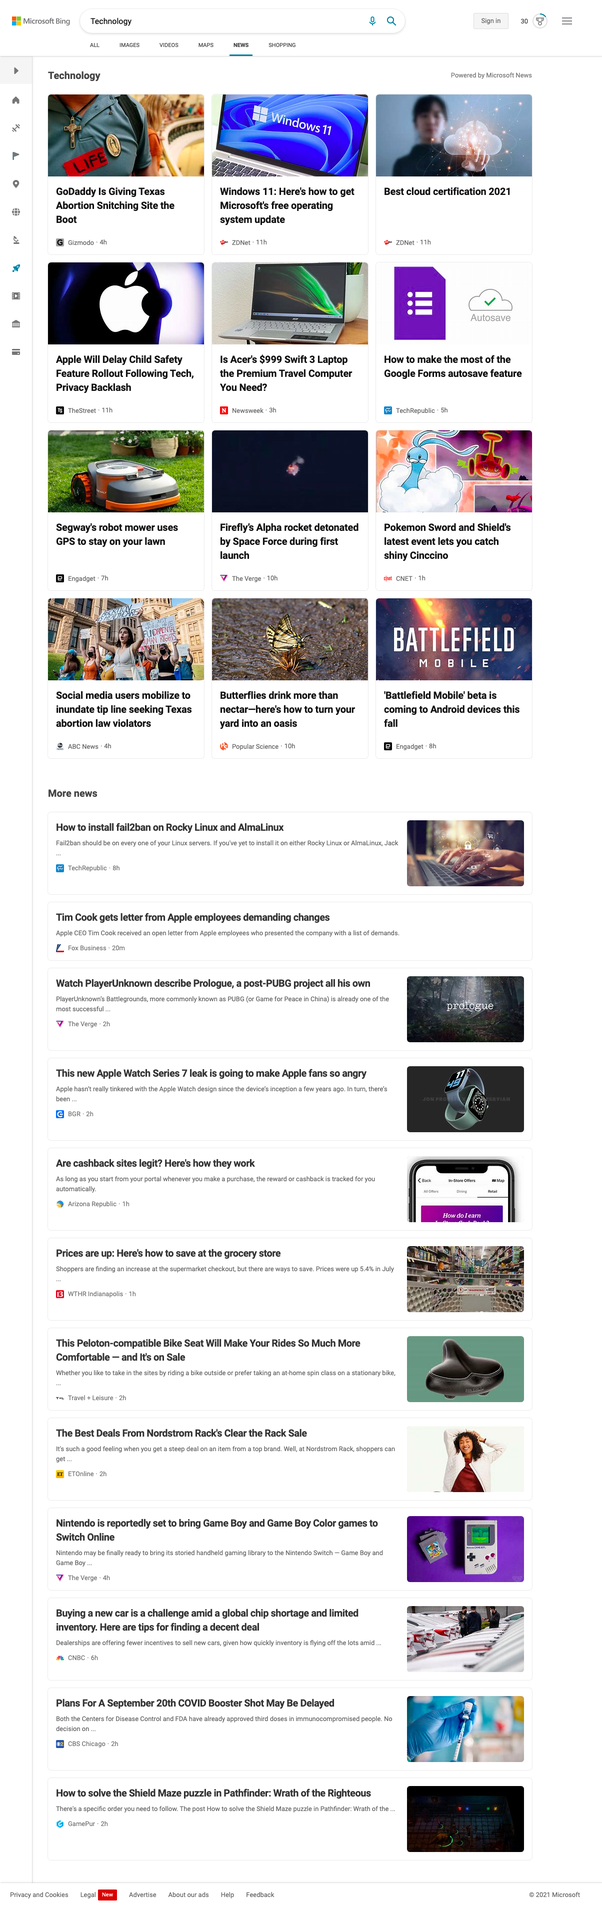 Microsoft Bing
Technology
Sign in
30
ALL IMAGES VIDEOS MAPS NEWS SHOPPING
Technology
Powered by Microsoft News
LIFE
GoDaddy Is Giving Texas
Abortion Snitching Site the
Boot
Gizmodo · 4h
Windows 11
Windows 11: Here's how to get
Microsoft's free operating
system update
ZDNet · 11h
Best cloud certification 2021
ZDNet · 11h
Apple Will Delay Child Safety
Feature Rollout Following Tech,
Privacy Backlash
TheStreet · 11h
Is Acer's $999 Swift 3 Laptop
the Premium Travel Computer
You Need?
Newsweek · 3h
Autosave
How to make the most of the
Google Forms autosave feature
TechRepublic · 5h
Segway's robot mower uses
GPS to stay on your lawn
Engadget · 7h
Firefly's Alpha rocket detonated
by Space Force during first
launch
The Verge · 10h
Pokemon Sword and Shield's
latest event lets you catch
shiny Cinccino
CNET · 1h
Social media users mobilize to
inundate tip line seeking Texas
abortion law violators
ABC News · 4h
Butterflies drink more than
nectar—here's how to turn your
yard into an oasis
Popular Science · 10h
BATTLEFIELD
MOBILE
'Battlefield Mobile' beta is
coming to Android devices this
fall
Engadget · 8h
More news
How to install fail2ban on Rocky Linux and AlmaLinux
Fail2ban should be on every one of your Linux servers. If you've yet to install it on either Rocky Linux or AlmaLinux, Jack
...
TechRepublic · 8h
Tim Cook gets letter from Apple employees demanding changes
Apple CEO Tim Cook received an open letter from Apple employees who presented the company with a list of demands.
Fox Business · 20m
Watch PlayerUnknown describe Prologue, a post-PUBG project all his own
PlayerUnknown's Battlegrounds, more commonly known as PUBG (or Game for Peace in China) is already one of the
most successful ...
The Verge · 2h
prologue
This new Apple Watch Series 7 leak is going to make Apple fans so angry
Apple hasn't really tinkered with the Apple Watch design since the device's inception a few years ago. In turn, there's
been ...
BGR · 2h
Are cashback sites legit? Here's how they work
As long as you start from your portal whenever you make a purchase, the reward or cashback is tracked for you
automatically.
Arizona Republic · 1h
Back In-Store Offers Map
All Offers Dining Retail
How do I earn
Prices are up: Here's how to save at the grocery store
Shoppers are finding an increase at the supermarket checkout, but there are ways to save. Prices were up 5.4% in July
...
WTHR Indianapolis · 1h
This Peloton-compatible Bike Seat Will Make Your Rides So Much More
Comfortable — and It's on Sale
Whether you like to take in the sites by riding a bike outside or prefer taking an at-home spin class on a stationary bike,
...
Travel + Leisure · 2h
The Best Deals From Nordstrom Rack's Clear the Rack Sale
It's such a good feeling when you get a steep deal on an item from a top brand. Well, at Nordstrom Rack, shoppers can
get ...
ETOnline · 2h
Nintendo is reportedly set to bring Game Boy and Game Boy Color games to
Switch Online
Nintendo may be finally ready to bring its storied handheld gaming library to the Nintendo Switch — Game Boy and
Game Boy ...
The Verge · 4h
Buying a new car is a challenge amid a global chip shortage and limited
inventory. Here are tips for finding a decent deal
Dealerships are offering fewer incentives to sell new cars, given how quickly inventory is flying off the lots amid ...
CNBC · 6h
Plans For A September 20th COVID Booster Shot May Be Delayed
Both the Centers for Disease Control and FDA have already approved third doses in immunocompromised people. No
decision on ...
CBS Chicago · 2h
How to solve the Shield Maze puzzle in Pathfinder: Wrath of the Righteous
There's a specific order you need to follow. The post How to solve the Shield Maze puzzle in Pathfinder: Wrath of the ...
GamePur · 2h
Privacy and Cookies Legal New Advertise About our ads Help Feedback
© 2021 Microsoft